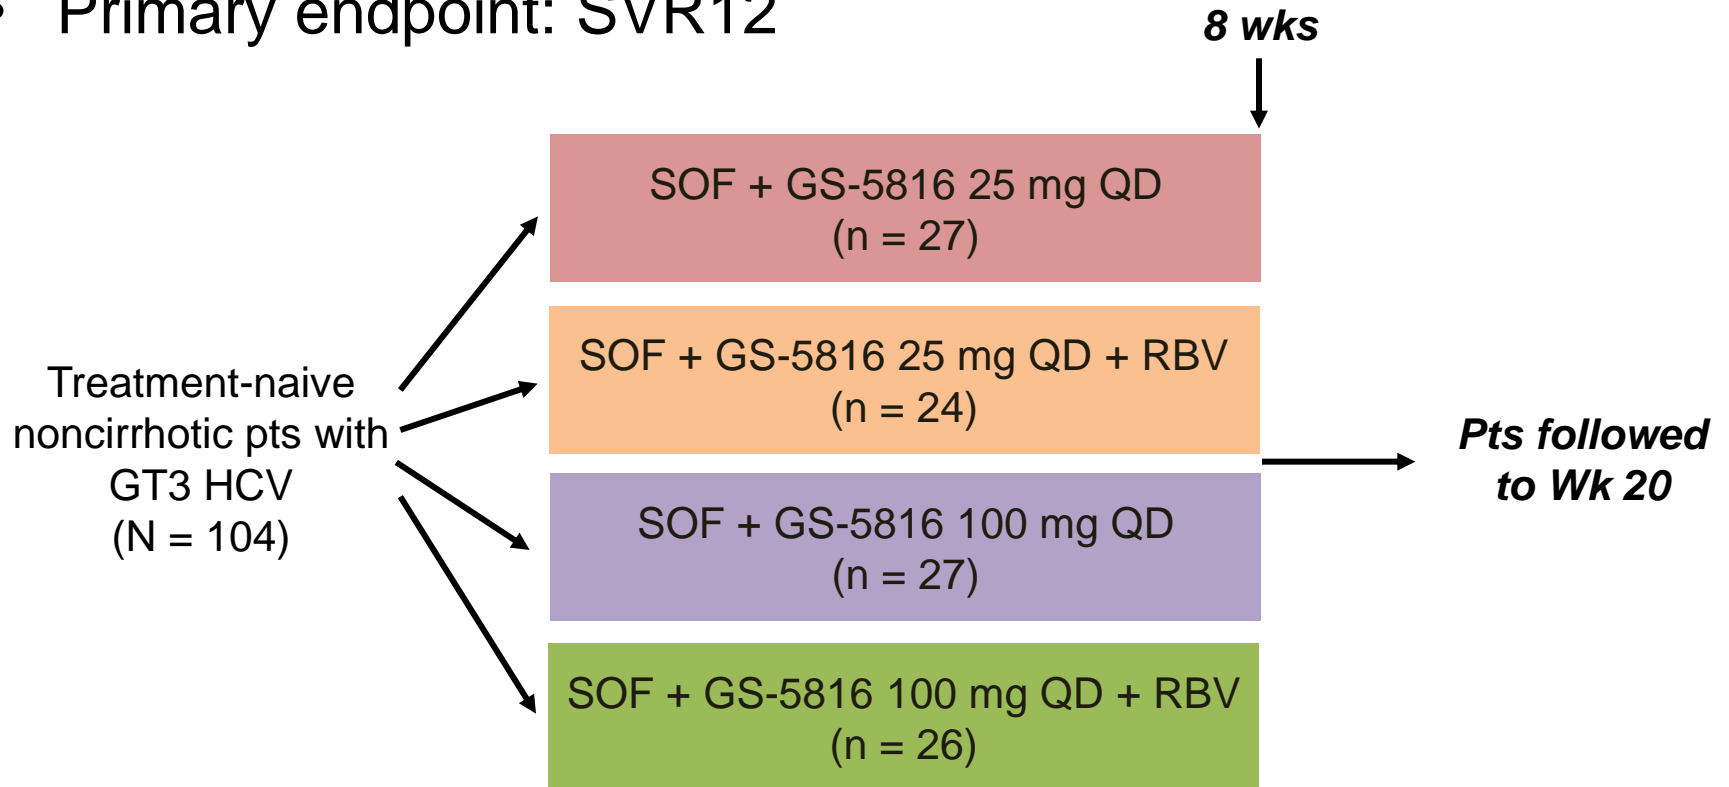 • Primary endpoint: SVR12
8 wks
SOF + GS-5816 25 mg QD
(n = 27)
SOF + GS-5816 25 mg QD + RBV
(n = 24)
Treatment-naive
noncirrhotic pts with
GT3 HCV
(N = 104)
Pts followed
to Wk 20
SOF + GS-5816 100 mg QD
(n = 27)
SOF + GS-5816 100 mg QD + RBV
(n = 26)